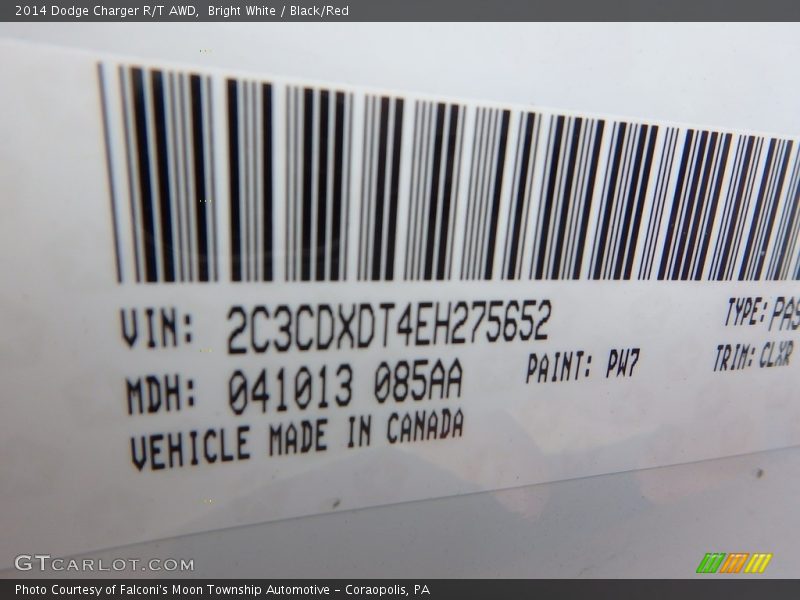 2014 Dodge Charger R/T AWD, Bright White / Black/Red
VIN: 2C3CDXDT4EH275652 TYPE: PAS
MDH: 041013 085AA PAINT: PW7 TRIM: CLXR
VEHICLE MADE IN CANADA
GTCARLOT.COM
Photo Courtesy of Falconi's Moon Township Automotive - Coraopolis, PA